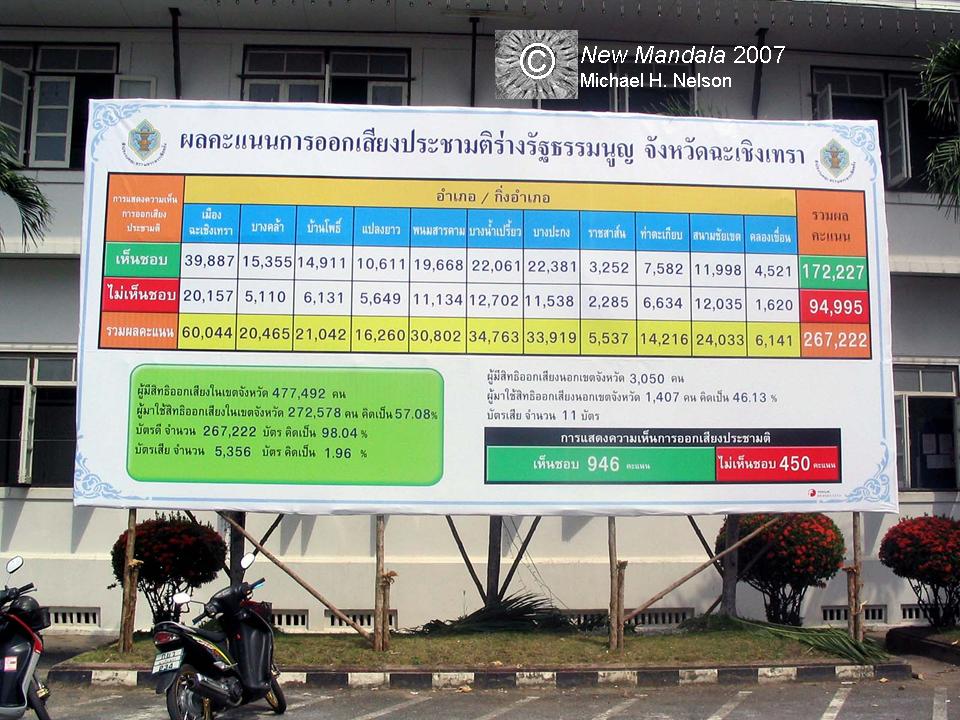 ©
New Mandala 2007
Michael H. Nelson
ผลคะแนนการออกเสียงประชามติร่างรัฐธรรมนูญ จังหวัดฉะเชิงเทรา
การแสดงความเห็น
การออกเสียง
ประชามติ
อำเภอ / กิ่งอำเภอ
รวมผล
คะแนน
เมือง
ฉะเชิงเทรา
บางคล้า บ้านโพธิ์ แปลงยาว พนมสารคาม บางน้ำเปรี้ยว บางปะกง ราชสาส์น ท่าตะเกียบ สนามชัยเขต คลองเขื่อน
เห็นชอบ 39,887 15,355 14,911 10,611 19,668 22,061 22,381 3,252 7,582 11,998 4,521 172,227
ไม่เห็นชอบ 20,157 5,110 6,131 5,649 11,134 12,702 11,538 2,285 6,634 12,035 1,620 94,995
รวมผลคะแนน 60,044 20,465 21,042 16,260 30,802 34,763 33,919 5,537 14,216 24,033 6,141 267,222
ผู้มีสิทธิออกเสียงในเขตจังหวัด 477,492 คน
ผู้มาใช้สิทธิออกเสียงในเขตจังหวัด 272,578 คน คิดเป็น 57.08%
บัตรดี จำนวน 267,222 บัตร คิดเป็น 98.04 %
บัตรเสีย จำนวน 5,356 บัตร คิดเป็น 1.96 %
ผู้มีสิทธิออกเสียงนอกเขตจังหวัด 3,050 คน
ผู้มาใช้สิทธิออกเสียงนอกเขตจังหวัด 1,407 คน คิดเป็น 46.13 %
บัตรเสีย จำนวน 11 บัตร
การแสดงความเห็นการออกเสียงประชามติ
เห็นชอบ 946 คะแนน ไม่เห็นชอบ 450 คะแนน